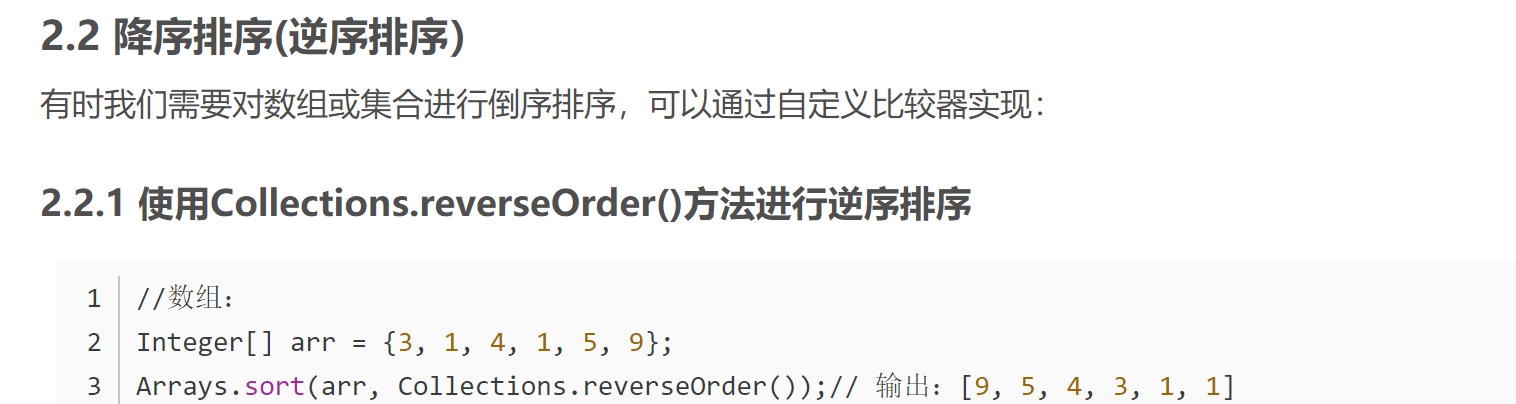 2.2 降序排序(逆序排序)
有时我们需要对数组或集合进行倒序排序，可以通过自定义比较器实现：
2.2.1 使用Collections.reverseOrder()方法进行逆序排序
1 //数组：
2 Integer[] arr = {3, 1, 4, 1, 5, 9};
3 Arrays.sort(arr, Collections.reverseOrder());// 输出：[9, 5, 4, 3, 1, 1]